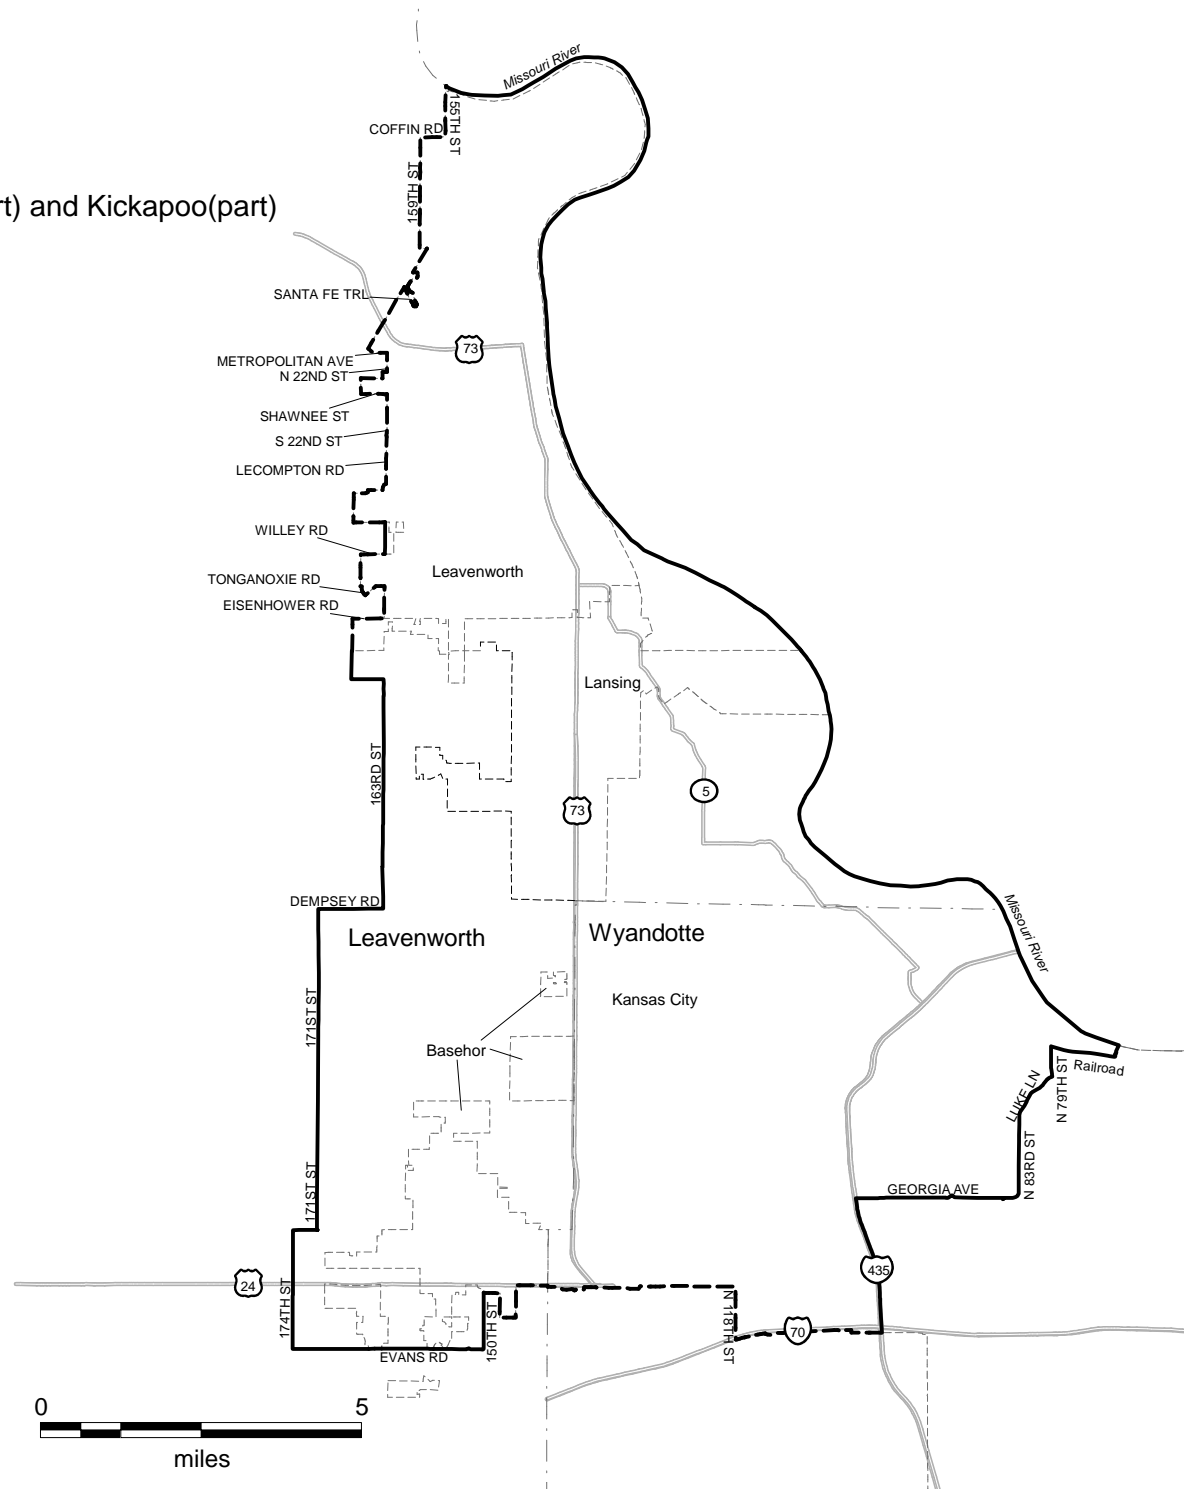 Missouri River
155TH ST
COFFIN RD
159TH ST
rt) and Kickapoo(part)
SANTA FE TRL
73
METROPOLITAN AVE
N 22ND ST
SHAWNEE ST
S 22ND ST
LECOMPTON RD
WILLEY RD
Leavenworth
TONGANOXIE RD
EISENHOWER RD
Lansing
163RD ST
5
73
DEMPSEY RD
Missouri River
Leavenworth
Wyandotte
Kansas City
171ST ST
Basehor
Railroad
N 79TH ST
LUKE LN
N 83RD ST
171ST ST
GEORGIA AVE
435
24
174TH ST
150TH ST
N 118TH ST
70
EVANS RD
0 5
miles